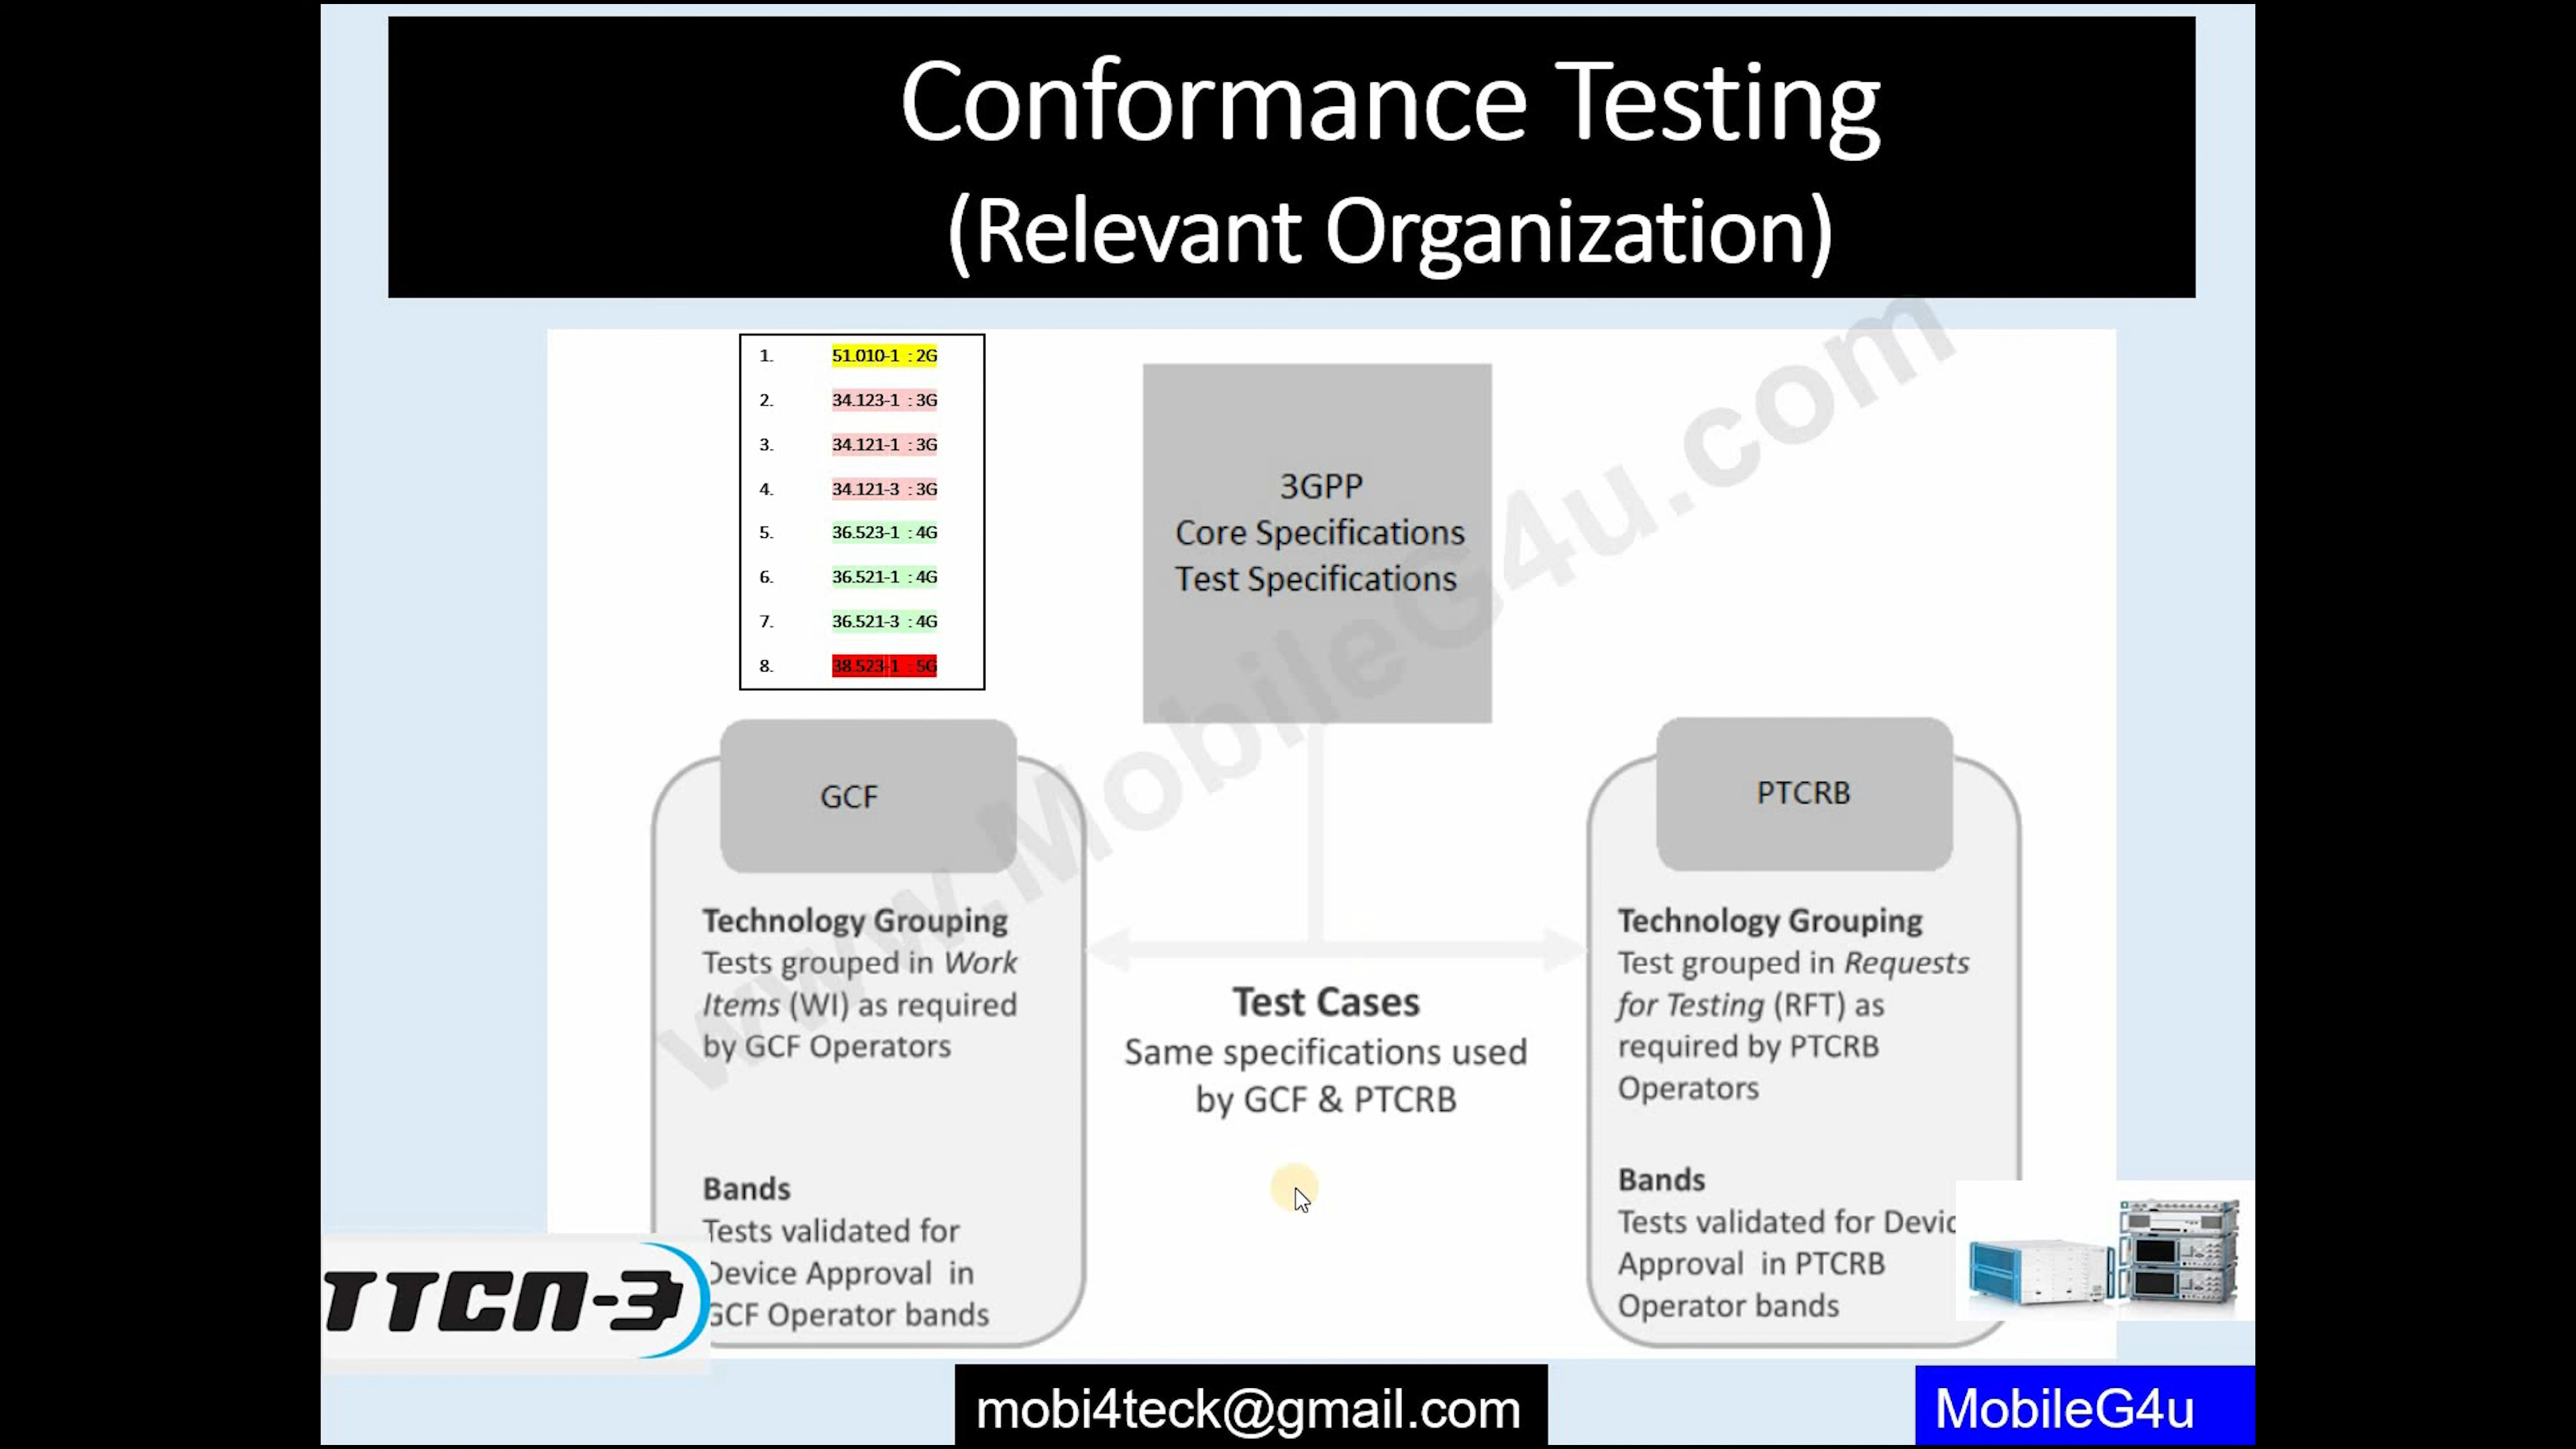 Conformance Testing
(Relevant Organization)
1. 51.010-1 : 2G
2. 34.123-1 : 3G
3. 34.121-1 : 3G
4. 34.121-3 : 3G
5. 36.523-1 : 4G
6. 36.521-1 : 4G
7. 36.521-3 : 4G
8. 38.523-1 : 5G
3GPP
Core Specifications
Test Specifications
www.MobileG4u.com
GCF
Technology Grouping
Tests grouped in Work
Items (WI) as required
by GCF Operators
Bands
Tests validated for
Device Approval in
GCF Operator bands
Test Cases
Same specifications used
by GCF & PTCRB
PTCRB
Technology Grouping
Test grouped in Requests
for Testing (RFT) as
required by PTCRB
Operators
Bands
Tests validated for Devic
Approval in PTCRB
Operator bands
TTCN-3
mobi4teck@gmail.com
MobileG4u